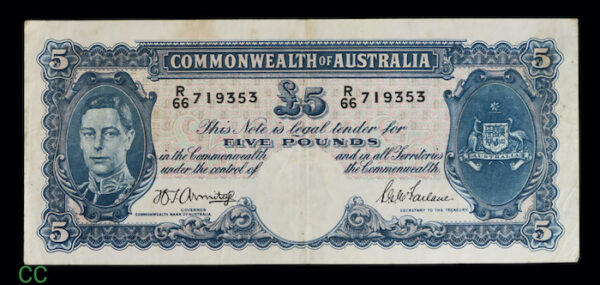 5 COMMONWEALTH OF AUSTRALIA 5
R/66 719353 £5 R/66 719353
This Note is legal tender for
FIVE POUNDS
in the Commonwealth and in all Territories
under the control of the Commonwealth.
H.T. Armitage S.G. McFarlane
GOVERNOR SECRETARY TO THE TREASURY
COMMONWEALTH BANK OF AUSTRALIA
AUSTRALIA
5 5
CC